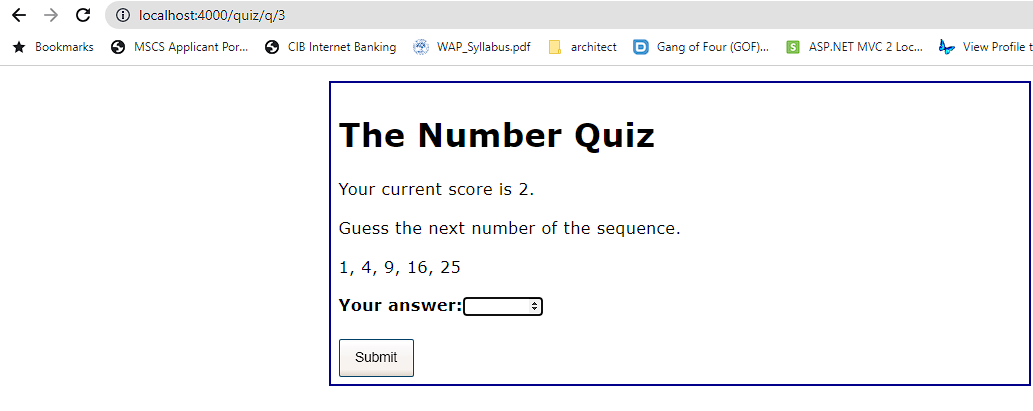 localhost:4000/quiz/q/3
Bookmarks MSCS Applicant Por... CIB Internet Banking WAP_Syllabus.pdf architect Gang of Four (GOF)... ASP.NET MVC 2 Loc... View Profile t
The Number Quiz
Your current score is 2.
Guess the next number of the sequence.
1, 4, 9, 16, 25
Your answer:
Submit